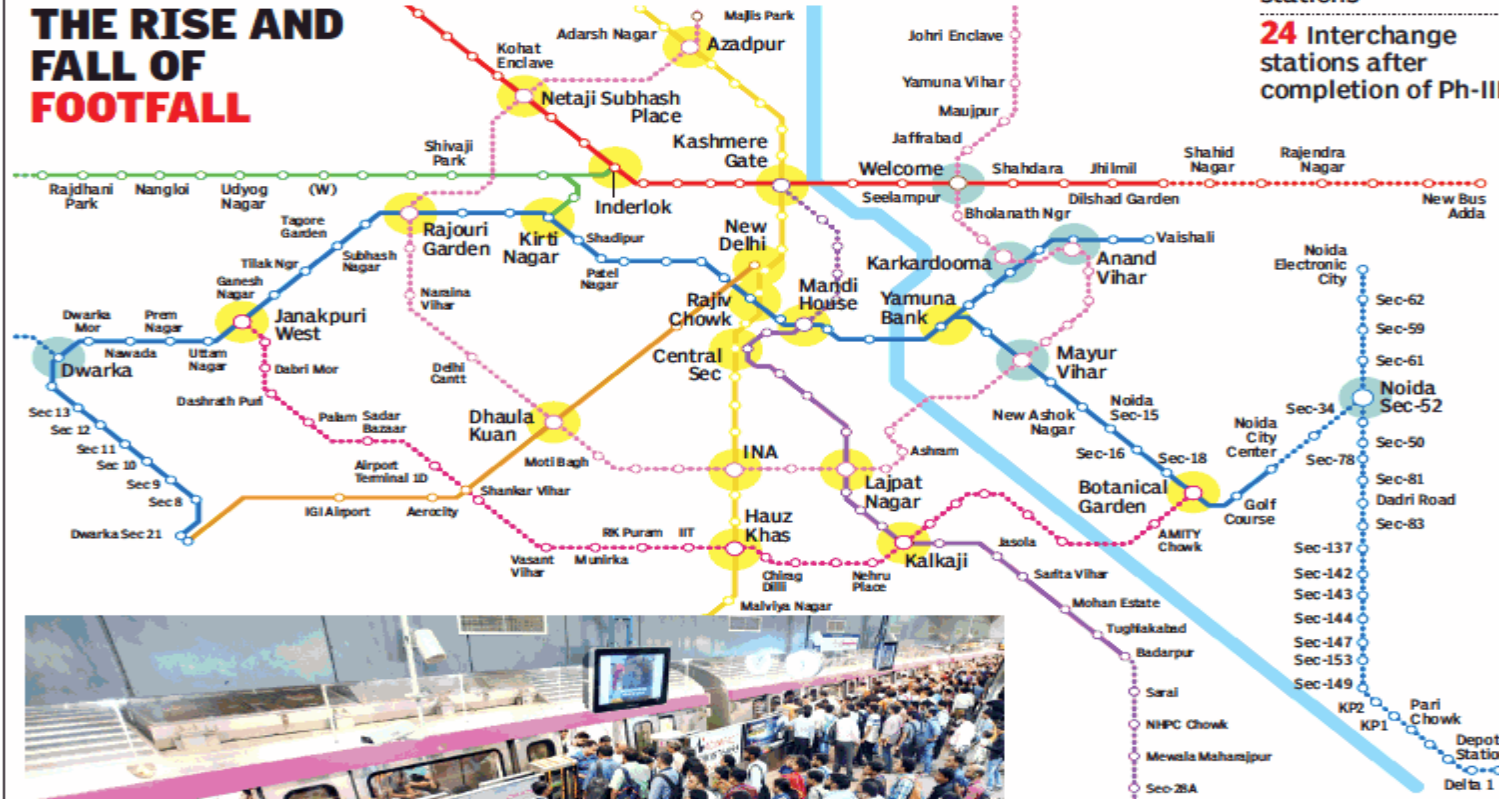 THE RISE AND
FALL OF
FOOTFALL
24 Interchange
stations after
completion of Ph-III
Majlis Park
Adarsh Nagar
Azadpur
Kohat
Enclave
Netaji Subhash
Place
Kashmere
Gate
Johri Enclave
Yamuna Vihar
Maujpur
Jaffrabad
Welcome
Seelampur
Shahdara
Jhilmil
Dilshad Garden
Shahid
Nagar
Rajendra
Nagar
New Bus
Adda
Shivaji
Park
Rajdhani
Park
Nangloi
Udyog
Nagar
(W)
Inderlok
Tagore
Garden
Rajouri
Garden
Kirti
Nagar
Shadipur
Patel
Nagar
New
Delhi
Bholanath Ngr
Karkardooma
Anand
Vihar
Vaishali
Noida
Electronic
City
Tilak Ngr
Subhash
Nagar
Ganesh
Nagar
Janakpuri
West
Naraina
Vihar
Rajiv
Chowk
Mandi
House
Yamuna
Bank
Sec-62
Sec-59
Sec-61
Dwarka
Mor
Prem
Nagar
Nawada
Uttam
Nagar
Dwarka
Dabri Mor
Dashrath Puri
Delhi
Cantt
Central
Sec
Mayur
Vihar
Noida
Sec-52
Sec 13
Sec 12
Sec 11
Sec 10
Sec 9
Sec 8
Dwarka Sec 21
Palam
Sadar
Bazaar
Airport
Terminal 1D
Dhaula
Kuan
Moti Bagh
INA
Lajpat
Nagar
Ashram
New Ashok
Nagar
Noida
Sec-15
Sec-16
Sec-18
Botanical
Garden
Golf
Course
Noida
City
Center
Sec-34
Sec-50
Sec-78
Sec-81
Dadri Road
Sec-83
IGI Airport
Aerocity
Shankar Vihar
Vasant
Vihar
Munirka
RK Puram
IIT
Hauz
Khas
Chirag
Dilli
Nehru
Place
Kalkaji
Jasola
AMITY
Chowk
Malviya Nagar
Sarita Vihar
Mohan Estate
Tughlakabad
Badarpur
Sarai
NHPC Chowk
Mewala Maharajpur
Sec-28A
Sec-137
Sec-142
Sec-143
Sec-144
Sec-147
Sec-153
Sec-149
KP2
KP1
Pari
Chowk
Depot
Delta 1